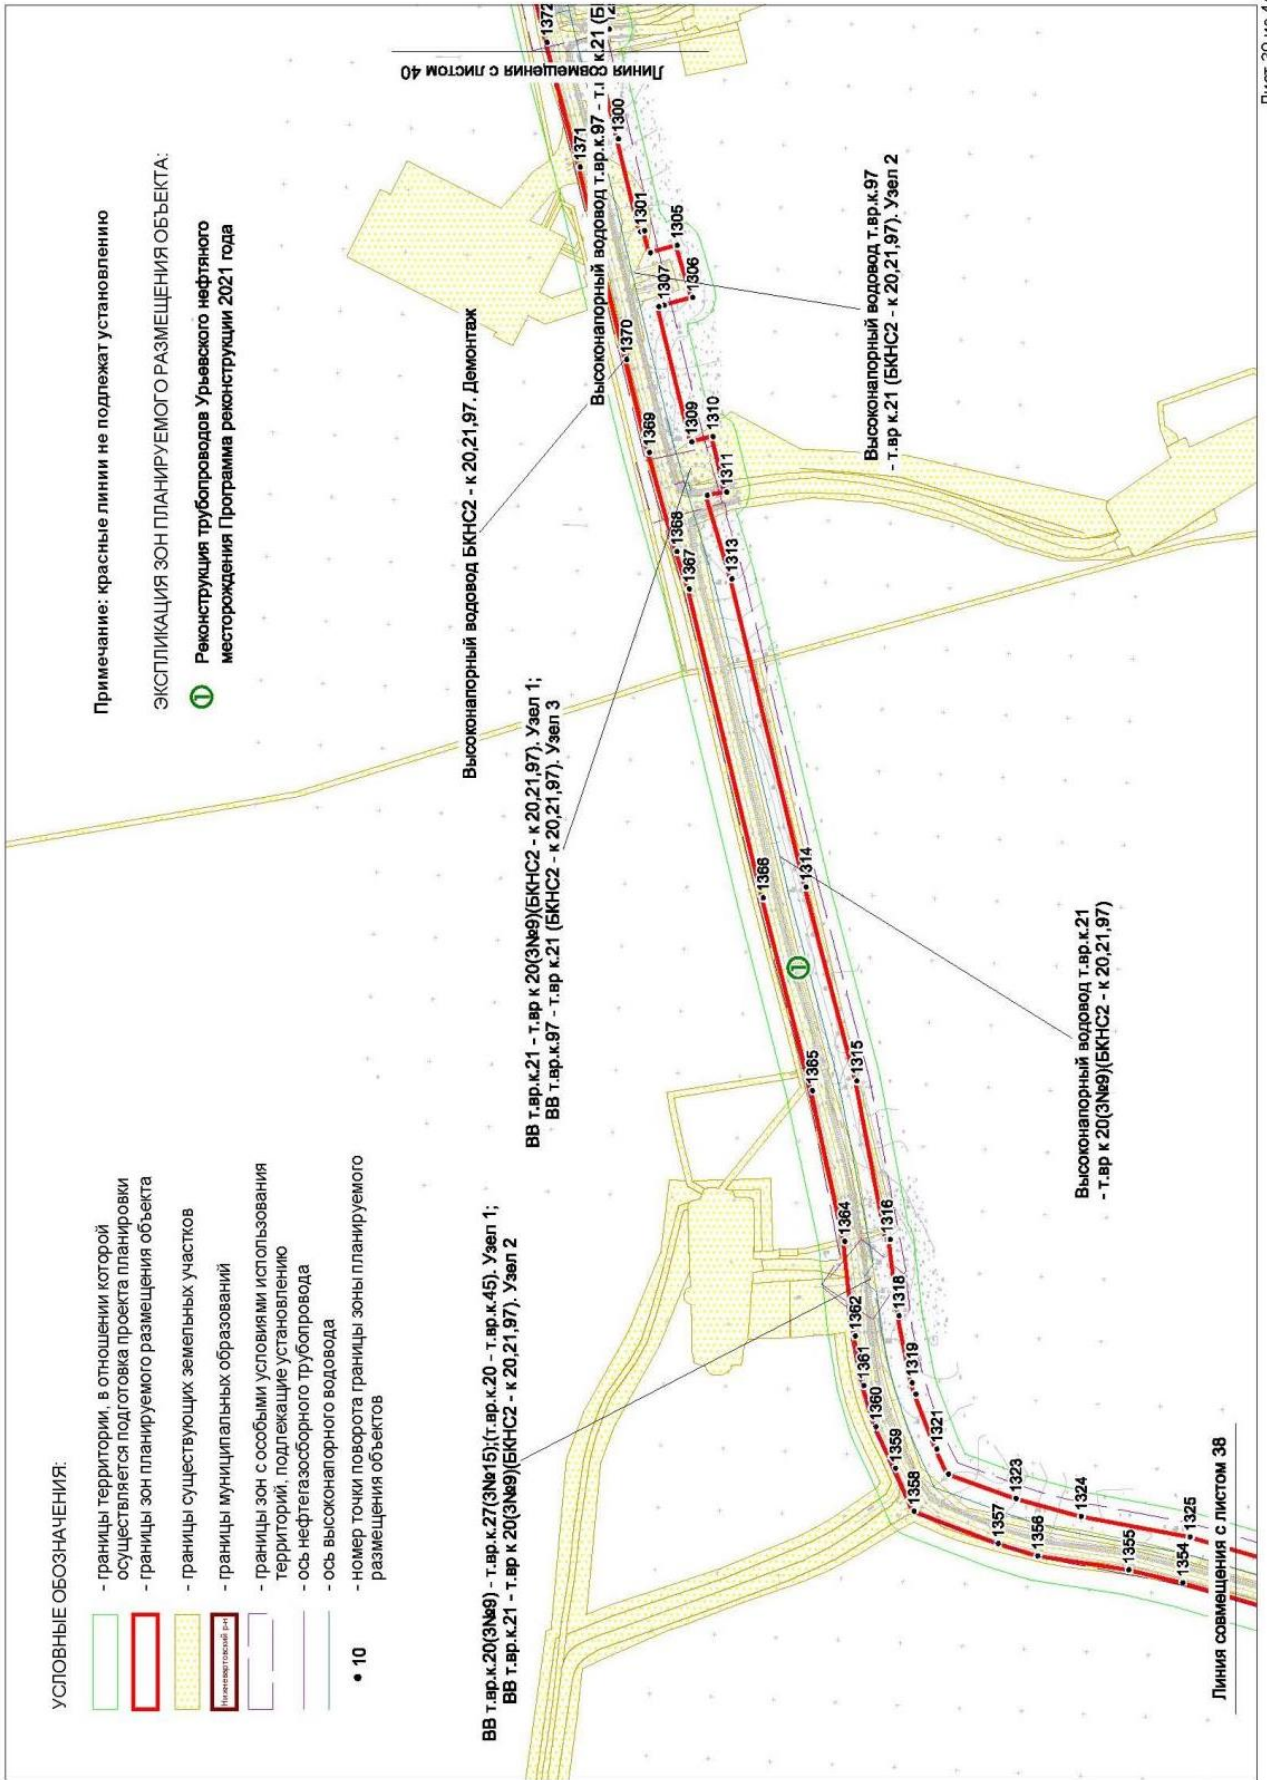 УСЛОВНЫЕ ОБОЗНАЧЕНИЯ:
- границы территории, в отношении которой
осуществляется подготовка проекта планировки
- границы зон планируемого размещения объекта
- границы существующих земельных участков
Нижневартовский р-н
- границы муниципальных образований
- границы зон с особыми условиями использования
территорий, подлежащие установлению
- ось нефтегазосборного трубопровода
- ось высоконапорного водовода
10
- номер точки поворота границы зоны планируемого
размещения объектов
Примечание: красные линии не подлежат установлению
ЭКСПЛИКАЦИЯ ЗОН ПЛАНИРУЕМОГО РАЗМЕЩЕНИЯ ОБЪЕКТА:
1 Реконструкция трубопроводов Урьевского нефтяного
месторождения Программа реконструкции 2021 года
Линия совмещения с листом 40
Высоконапорный водовод БКНС2 - к 20,21,97. Демонтаж
ВВ т.вр.к.21 - т.вр к 20(3№9)(БКНС2 - к 20,21,97). Узел 1;
ВВ т.вр.к.97 - т.вр к.21 (БКНС2 - к 20,21,97). Узел 3
ВВ т.вр.к.20(3№9) - т.вр.к.27(3№15);(т.вр.к.20 - т.вр.к.45). Узел 1;
ВВ т.вр.к.21 - т.вр к 20(3№9)(БКНС2 - к 20,21,97). Узел 2
Высоконапорный водовод т.вр.к.97 - т.
к.21 (Б
Высоконапорный водовод т.вр.к.97
- т.вр к.21 (БКНС2 - к 20,21,97). Узел 2
Высоконапорный водовод т.вр.к.21
- т.вр к 20(3№9)(БКНС2 - к 20,21,97)
1
1372
1371
1370
1369
1368
1367
1366
1365
1364
1362
1361
1360
1359
1358
1357
1356
1355
1354
1300
1301
1305
1306
1307
1309
1310
1311
1313
1314
1315
1316
1318
1319
1321
1323
1324
1325
Линия совмещения с листом 38